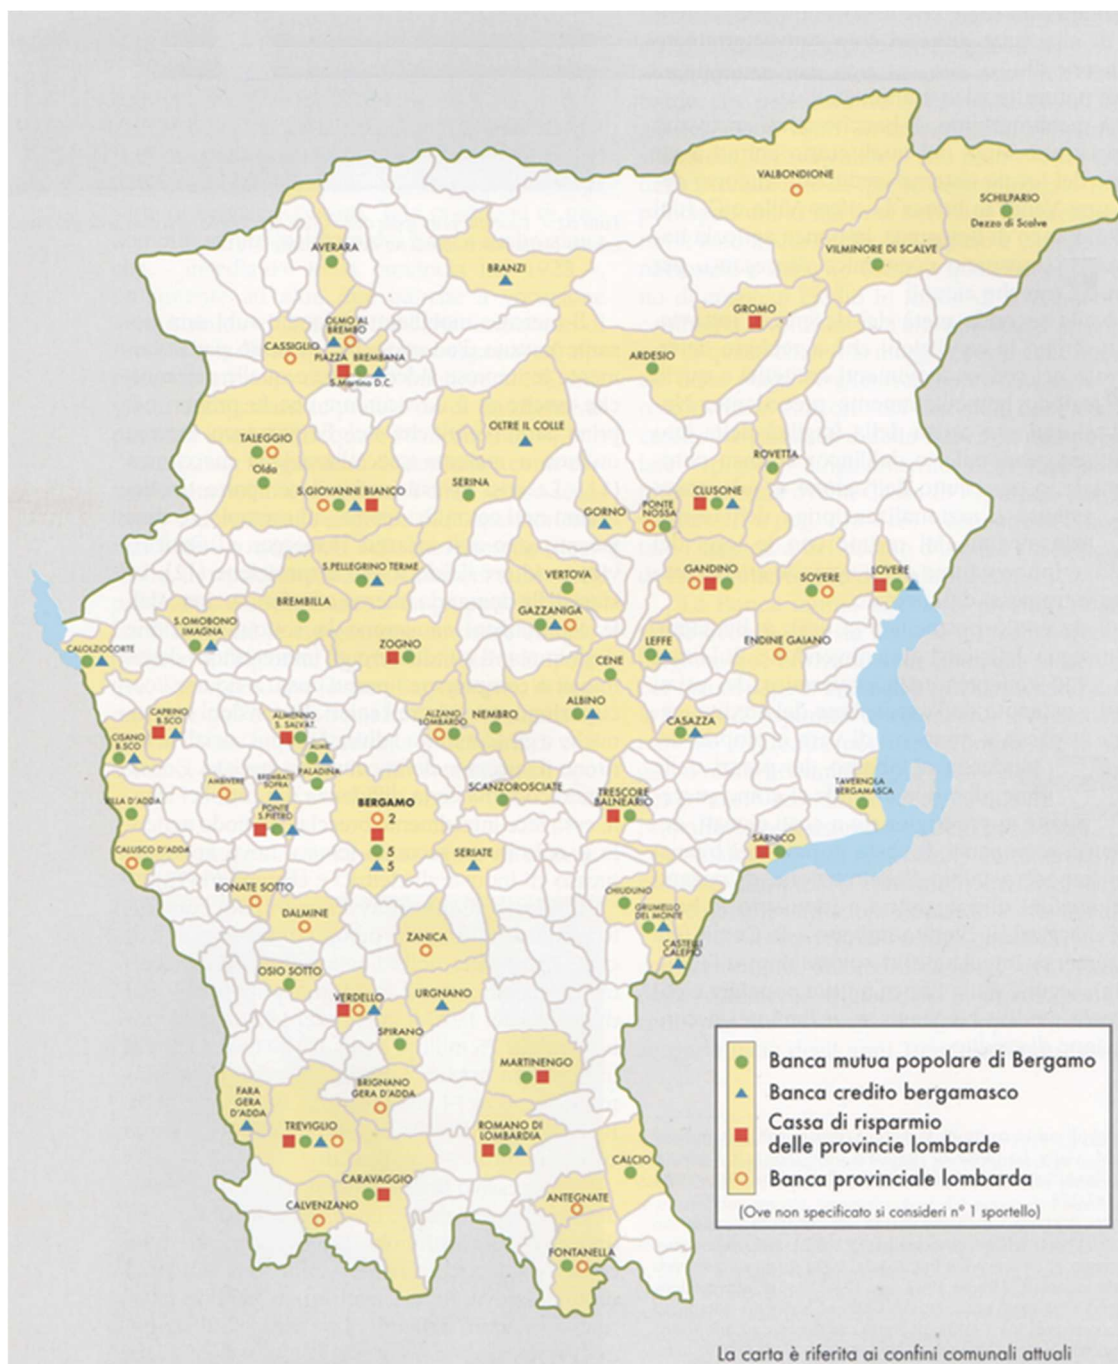 VALBONDIONE
SCHILPARIO
Dezzo di Scalve
AVERARA
VILMINORE DI SCALVE
BRANZI
GROMO
OLMO AL
BREMBO
CASSIGLIO
PIAZZA BREMBANA
S.Martino D.C.
ARDESIO
OLTRE IL COLLE
TALEGGIO
Olda
ROVETTA
SERINA
S.GIOVANNI BIANCO
CLUSONE
GORNO
PONTE
NOSSA
S.PELLEGRINO TERME
VERTOVA
GANDINO
SOVERE
LOVERE
BREMBILLA
GAZZANIGA
S.OMOBONO
IMAGNA
CALOLZIOCORTE
ZOGNO
LEFFE
ENDINE GAIANO
CENE
CAPRINO
B.SCO
ALMENNO
S. SALVAT.
ALZANO
LOMBARDO
NEMBRO
ALBINO
CASAZZA
CISANO
B.SCO
ALME'
PALADINA
AMBIVERE
BREMBATE
SOPRA
SCANZOROSCIATE
TRESCORE
BALNEARIO
TAVERNOLA
BERGAMASCA
VILLA D'ADDA
PONTE
S.PIETRO
BERGAMO
2
5
5
SARNICO
CALUSCO D'ADDA
SERIATE
BONATE SOTTO
CHIUDUNO
GRUMELLO
DEL MONTE
DALMINE
ZANICA
CASTELLI
CALEPIO
OSIO SOTTO
VERDELLO
URGNANO
SPIRANO
MARTINENGO
FARA
GERA
D'ADDA
BRIGNANO
GERA D'ADDA
TREVIGLIO
ROMANO DI
LOMBARDIA
CALCIO
CARAVAGGIO
CALVENZANO
ANTEGNATE
FONTANELLA
Banca mutua popolare di Bergamo
Banca credito bergamasco
Cassa di risparmio
delle provincie lombarde
Banca provinciale lombarda
(Ove non specificato si consideri n° 1 sportello)
La carta è riferita ai confini comunali attuali